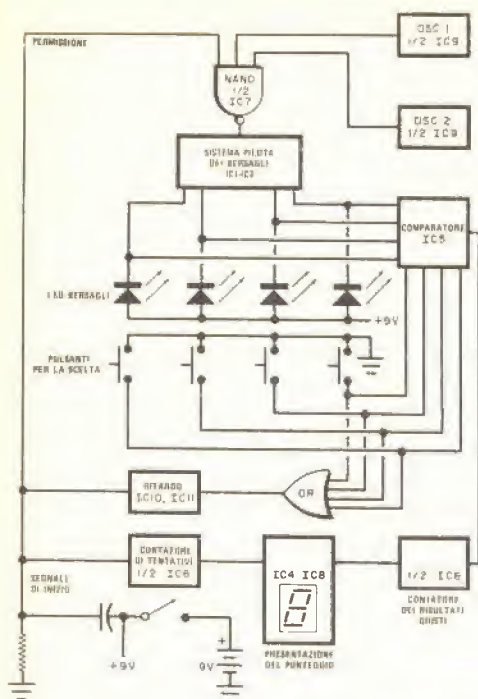 PERMISSIONE
OSC 1
1/2 IC9
NAND
1/2
IC7
OSC 2
1/2 IC9
SISTEMA PILOTA
DEI BERSAGLI
IC1-IC3
COMPARATORE
IC5
LED BERSAGLI
+9V
PULSANTI
PER LA SCELTA
OR
RITARDO
IC10, IC11
CONTATORE
DI TENTATIVI
1/2 IC6
IC4 IC8
8
1/2 IC6
CONTATORE
DEI RISULTATI
GIUSTI
SEGNALI
DI INIZIO
PRESENTAZIONE
DEL PUNTEGGIO
+
+9V
9V